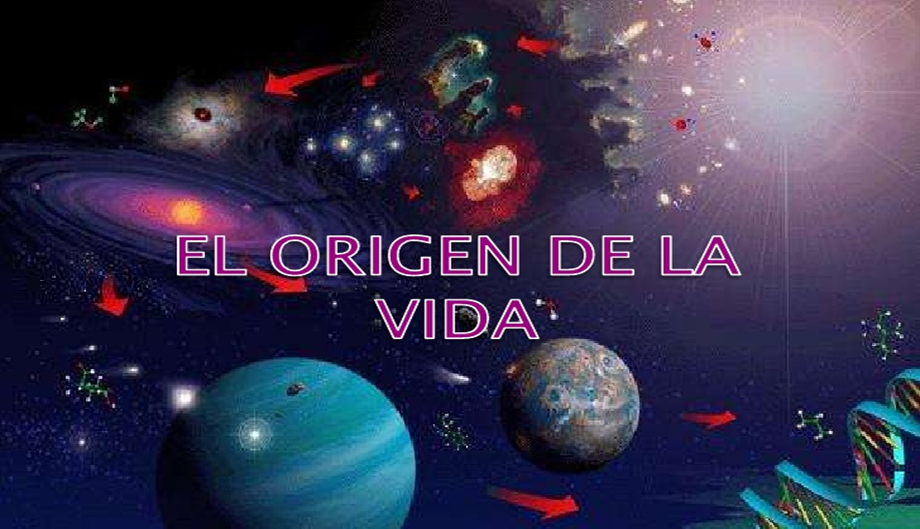 EL ORIGEN DE LA
VIDA